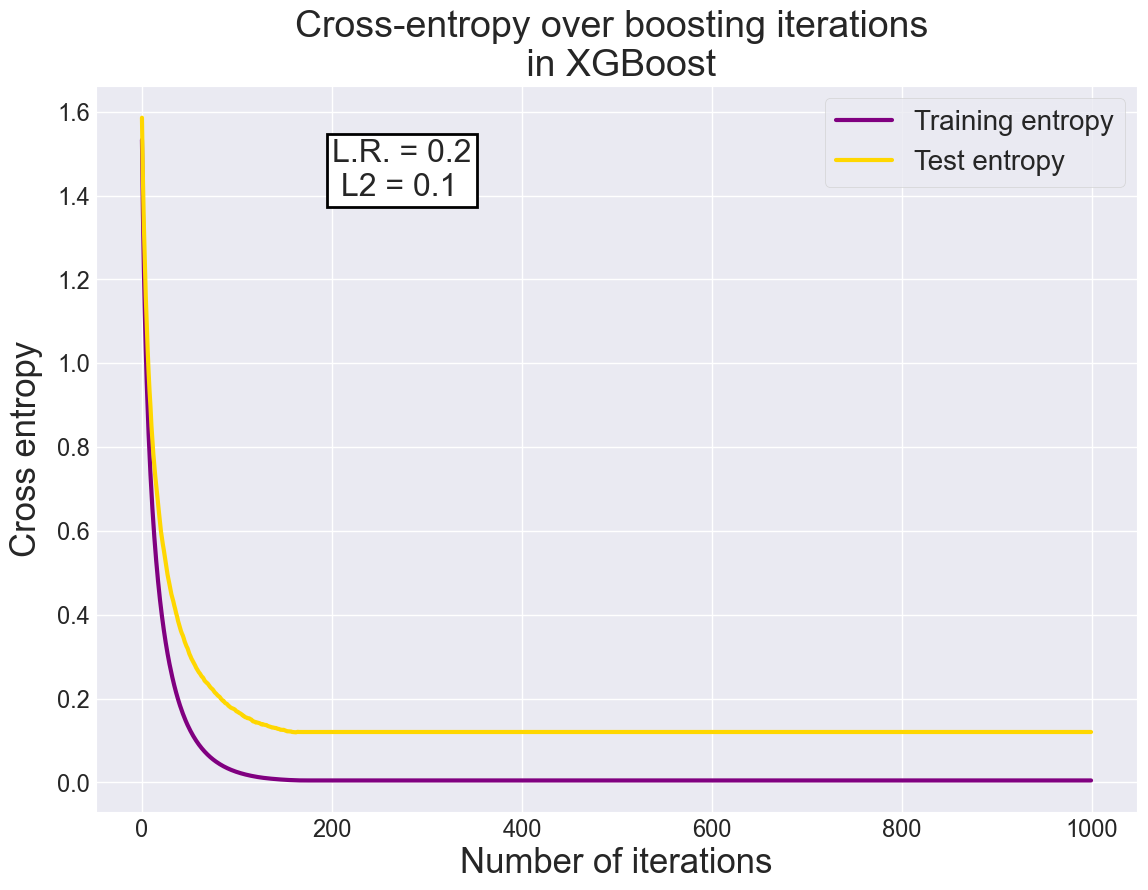 Cross-entropy over boosting iterations
in XGBoost
Training entropy
Test entropy
L.R. = 0.2
L2 = 0.1
Cross entropy
1.6
1.4
1.2
1.0
0.8
0.6
0.4
0.2
0.0
0 200 400 600 800 1000
Number of iterations